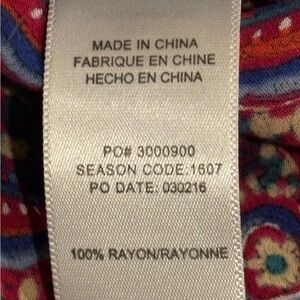 MADE IN CHINA
FABRIQUE EN CHINE
HECHO EN CHINA
PO# 3000900
SEASON CODE:1607
PO DATE: 030216
100% RAYON/RAYONNE